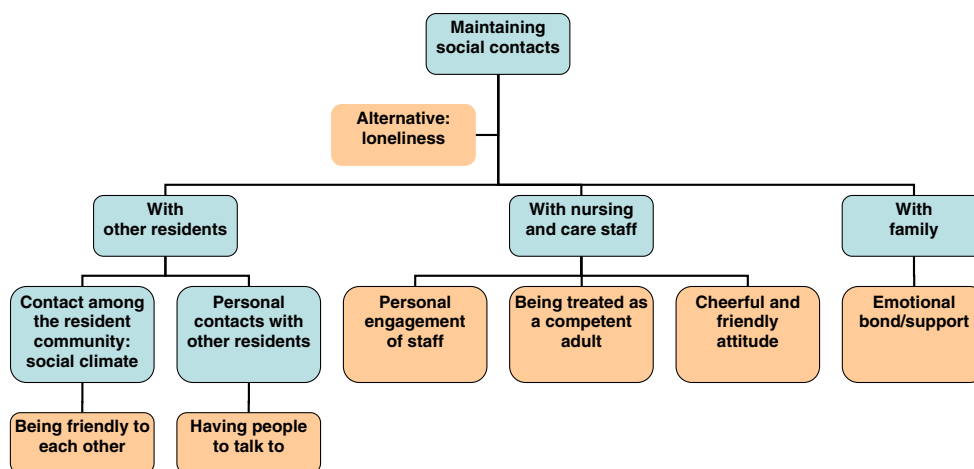 Maintaining
social contacts
Alternative:
loneliness
With
other residents
With nursing
and care staff
With
family
Contact among
the resident
community:
social climate
Personal
contacts with
other residents
Personal
engagement
of staff
Being treated as
a competent
adult
Cheerful and
friendly
attitude
Emotional
bond/support
Being friendly to
each other
Having people
to talk to